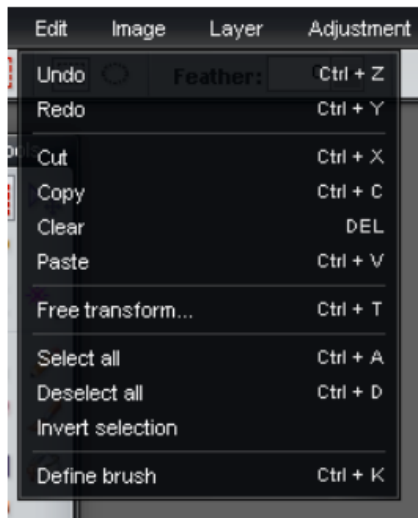 Edit Image Layer Adjustment
Undo Feather: Ctrl + Z
Redo Ctrl + Y
Cut Ctrl + X
Copy Ctrl + C
Clear DEL
Paste Ctrl + V
Free transform... Ctrl + T
Select all Ctrl + A
Deselect all Ctrl + D
Invert selection
Define brush Ctrl + K